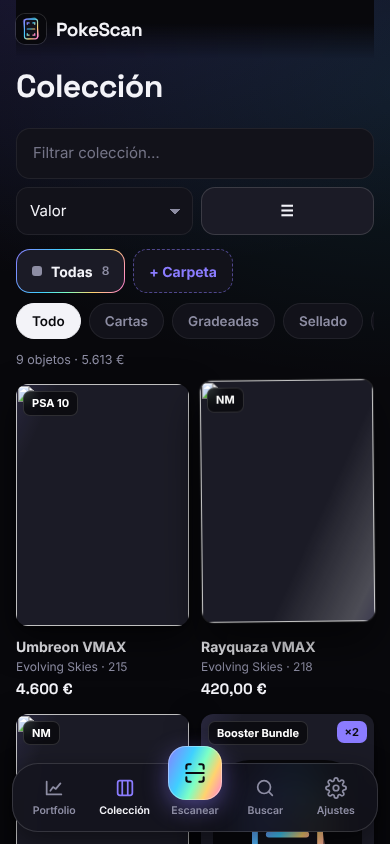 PokeScan
Colección
Filtrar colección...
Valor
Todas 8
+ Carpeta
Todo Cartas Gradeadas Sellado
9 objetos · 5.613 €
PSA 10
NM
Umbreon VMAX
Evolving Skies · 215
4.600 €
Rayquaza VMAX
Evolving Skies · 218
420,00 €
NM
Booster Bundle ×2
Portfolio Colección Escanear Buscar Ajustes